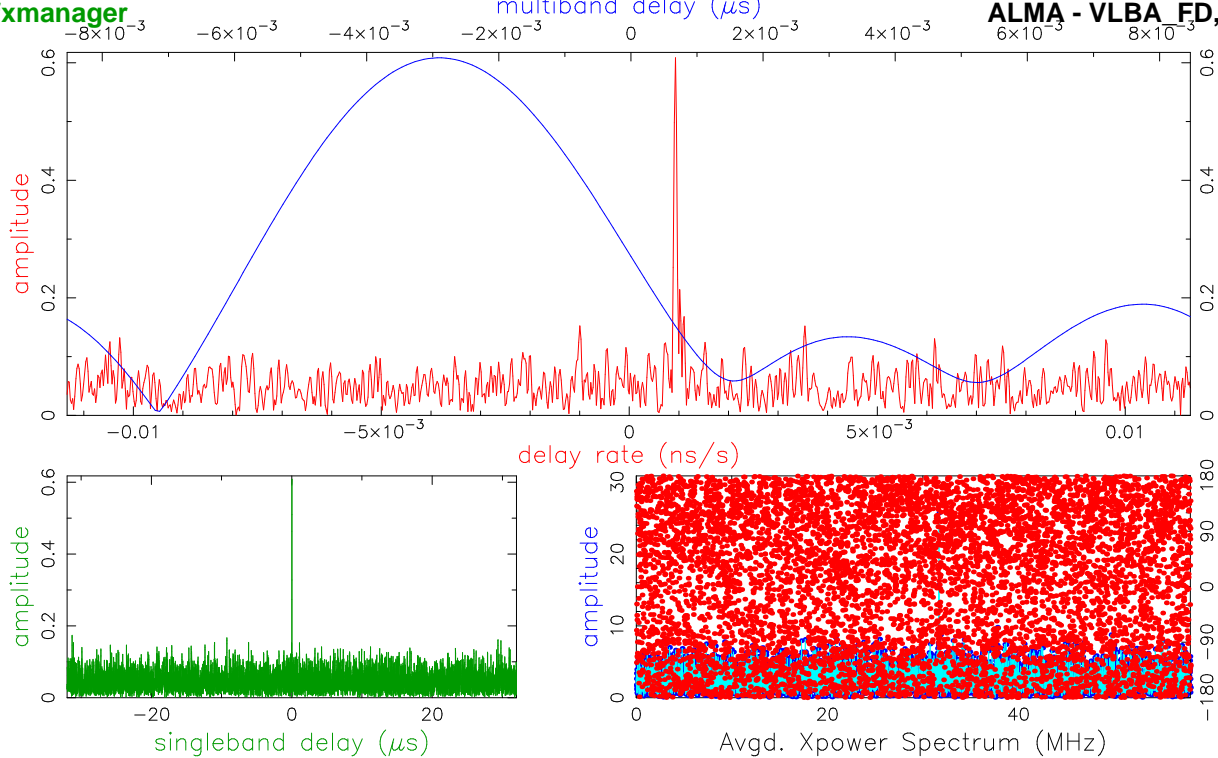 fxmanager
multiband delay (μs)
ALMA - VLBA_FD,
−8×10⁻³ −6×10⁻³ −4×10⁻³ −2×10⁻³ 0 2×10⁻³ 4×10⁻³ 6×10⁻³ 8×10⁻³
amplitude
0.6 0.6
0.4 0.4
0.2 0.2
0 0
−0.01 −5×10⁻³ 0 5×10⁻³ 0.01
delay rate (ns/s)
amplitude
0.6
0.4
0.2
0
−20 0 20
singleband delay (μs)
amplitude
30 180
20 90
0
10 −90
0 −180
0 20 40
Avgd. Xpower Spectrum (MHz)